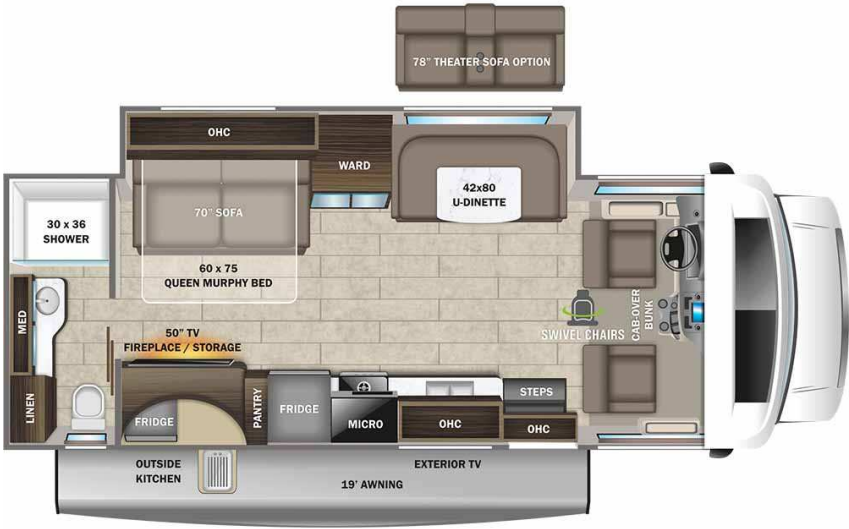 78" THEATER SOFA OPTION
OHC
WARD
42x80
U-DINETTE
70" SOFA
30 x 36
SHOWER
60 x 75
QUEEN MURPHY BED
MED
50" TV
FIREPLACE / STORAGE
SWIVEL CHAIRS
CAB-OVER
BUNK
LINEN
FRIDGE
PANTRY
FRIDGE
MICRO
OHC
STEPS
OHC
OUTSIDE
KITCHEN
EXTERIOR TV
19' AWNING